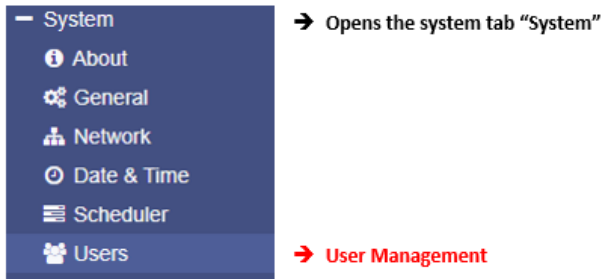 System → Opens the system tab “System”
About
General
Network
Date & Time
Scheduler
Users → User Management